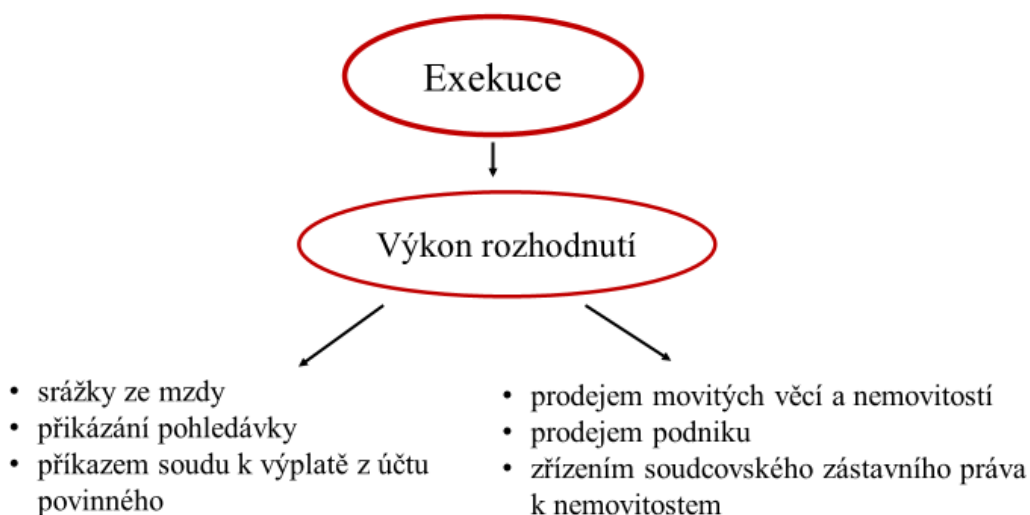 Exekuce
Výkon rozhodnutí
• srážky ze mzdy
• přikázání pohledávky
• příkazem soudu k výplatě z účtu
povinného
• prodejem movitých věcí a nemovitostí
• prodejem podniku
• zřízením soudcovského zástavního práva
k nemovitostem